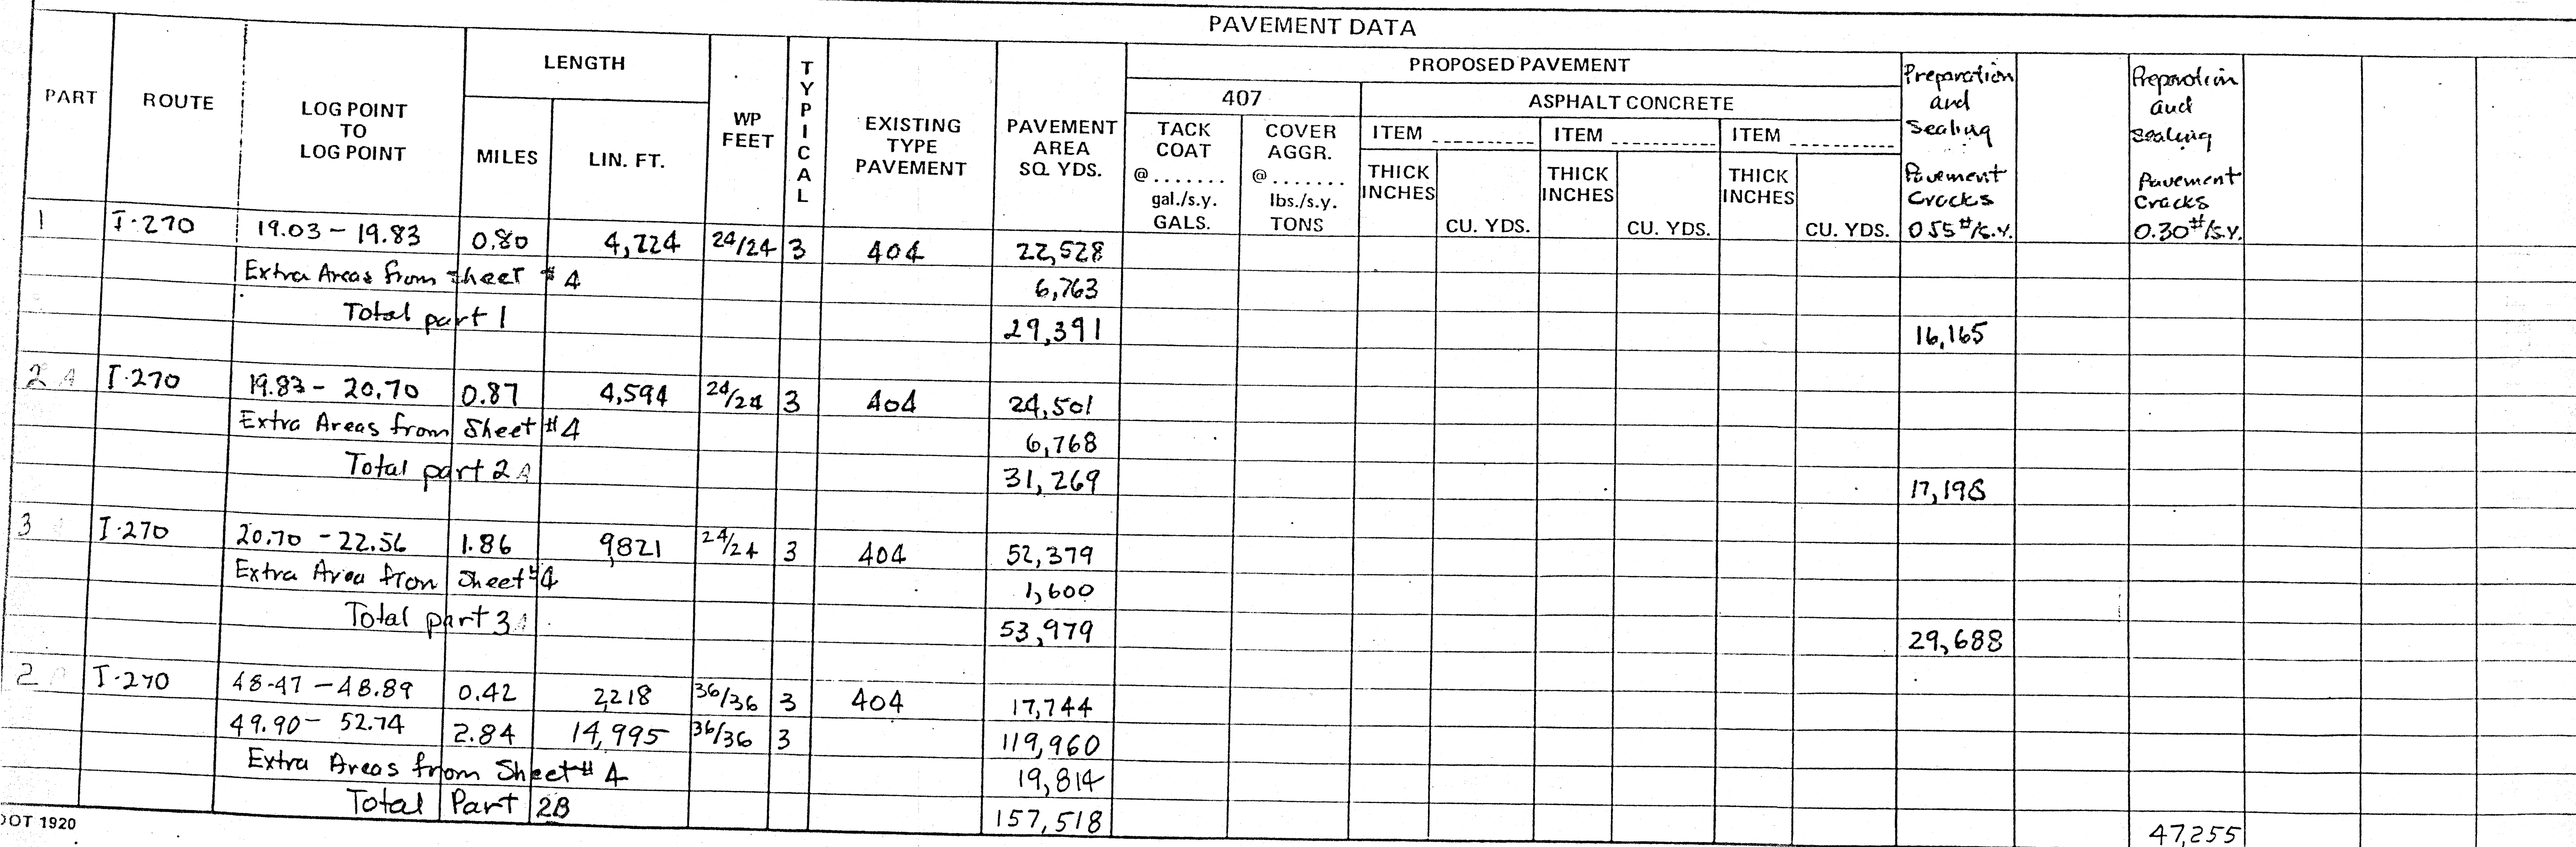 PAVEMENT DATA
PART ROUTE LOG POINT TO LOG POINT LENGTH MILES LIN. FT. WP FEET TYPICAL EXISTING TYPE PAVEMENT PAVEMENT AREA SQ. YDS. PROPOSED PAVEMENT
407 ASPHALT CONCRETE
TACK COAT @ ....... gal./s.y. GALS. COVER AGGR. @ ....... lbs./s.y. TONS
ITEM ---------- ITEM ---------- ITEM ----------
THICK INCHES CU. YDS. THICK INCHES CU. YDS. THICK INCHES CU. YDS.
Preparation and Sealing Pavement Cracks 0.55#/s.y.
Preparation and Sealing Pavement Cracks 0.30#/s.y.
1 I-270 19.03 - 19.83 0.80 4,224 24/24 3 404 22,528
Extra Areas from Sheet #4 6,763
Total part 1 29,391 16,165
2 A I-270 19.83 - 20.70 0.87 4,594 24/24 3 404 24,501
Extra Areas from Sheet #4 6,768
Total part 2 A 31,269 17,198
3 I-270 20.70 - 22.56 1.86 9,821 24/24 3 404 52,379
Extra Area from Sheet #4 1,600
Total part 3 53,979 29,688
2 I-270 48.47 - 48.89 0.42 2,218 36/36 3 404 17,744
49.90 - 52.74 2.84 14,995 36/36 3 119,960
Extra Areas from Sheet #4 19,814
Total Part 2B 157,518 47,255
DOT 1920